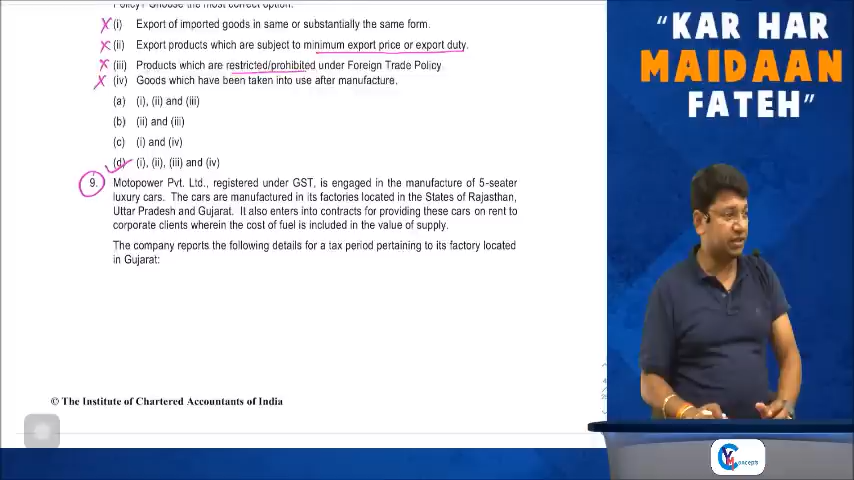 Policy? Choose the most correct option:
(i) Export of imported goods in same or substantially the same form.
(ii) Export products which are subject to minimum export price or export duty.
(iii) Products which are restricted/prohibited under Foreign Trade Policy.
(iv) Goods which have been taken into use after manufacture.
(a) (i), (ii) and (iii)
(b) (ii) and (iii)
(c) (i) and (iv)
(d) (i), (ii), (iii) and (iv)
9. Motopower Pvt. Ltd., registered under GST, is engaged in the manufacture of 5-seater
luxury cars. The cars are manufactured in its factories located in the States of Rajasthan,
Uttar Pradesh and Gujarat. It also enters into contracts for providing these cars on rent to
corporate clients wherein the cost of fuel is included in the value of supply.
The company reports the following details for a tax period pertaining to its factory located
in Gujarat:
© The Institute of Chartered Accountants of India
"KAR HAR
MAIDAAN
FATEH"